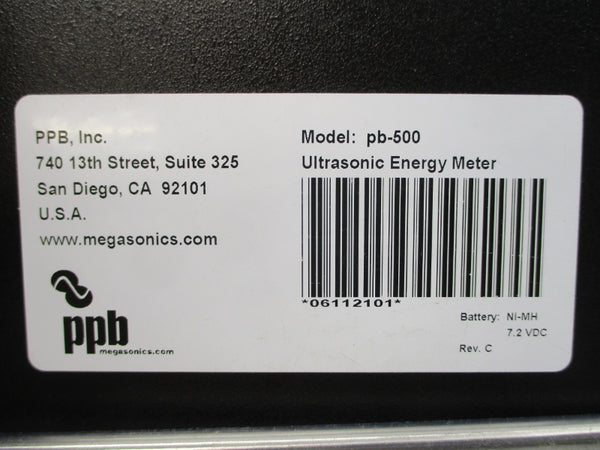 PPB, Inc.
740 13th Street, Suite 325
San Diego, CA 92101
U.S.A.
www.megasonics.com
ppb
megasonics.com
Model: pb-500
Ultrasonic Energy Meter
*06112101*
Battery: Ni-MH
7.2 VDC
Rev. C